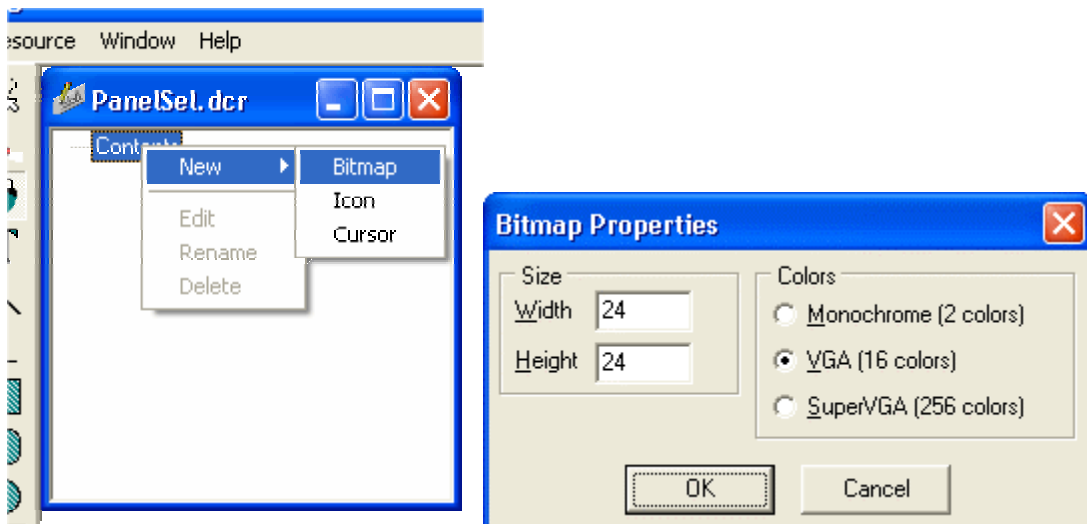 esource Window Help
PanelSel.dcr
Contents
New
Bitmap
Icon
Cursor
Edit
Rename
Delete
Bitmap Properties
Size
Width 24
Height 24
Colors
Monochrome (2 colors)
VGA (16 colors)
SuperVGA (256 colors)
OK Cancel